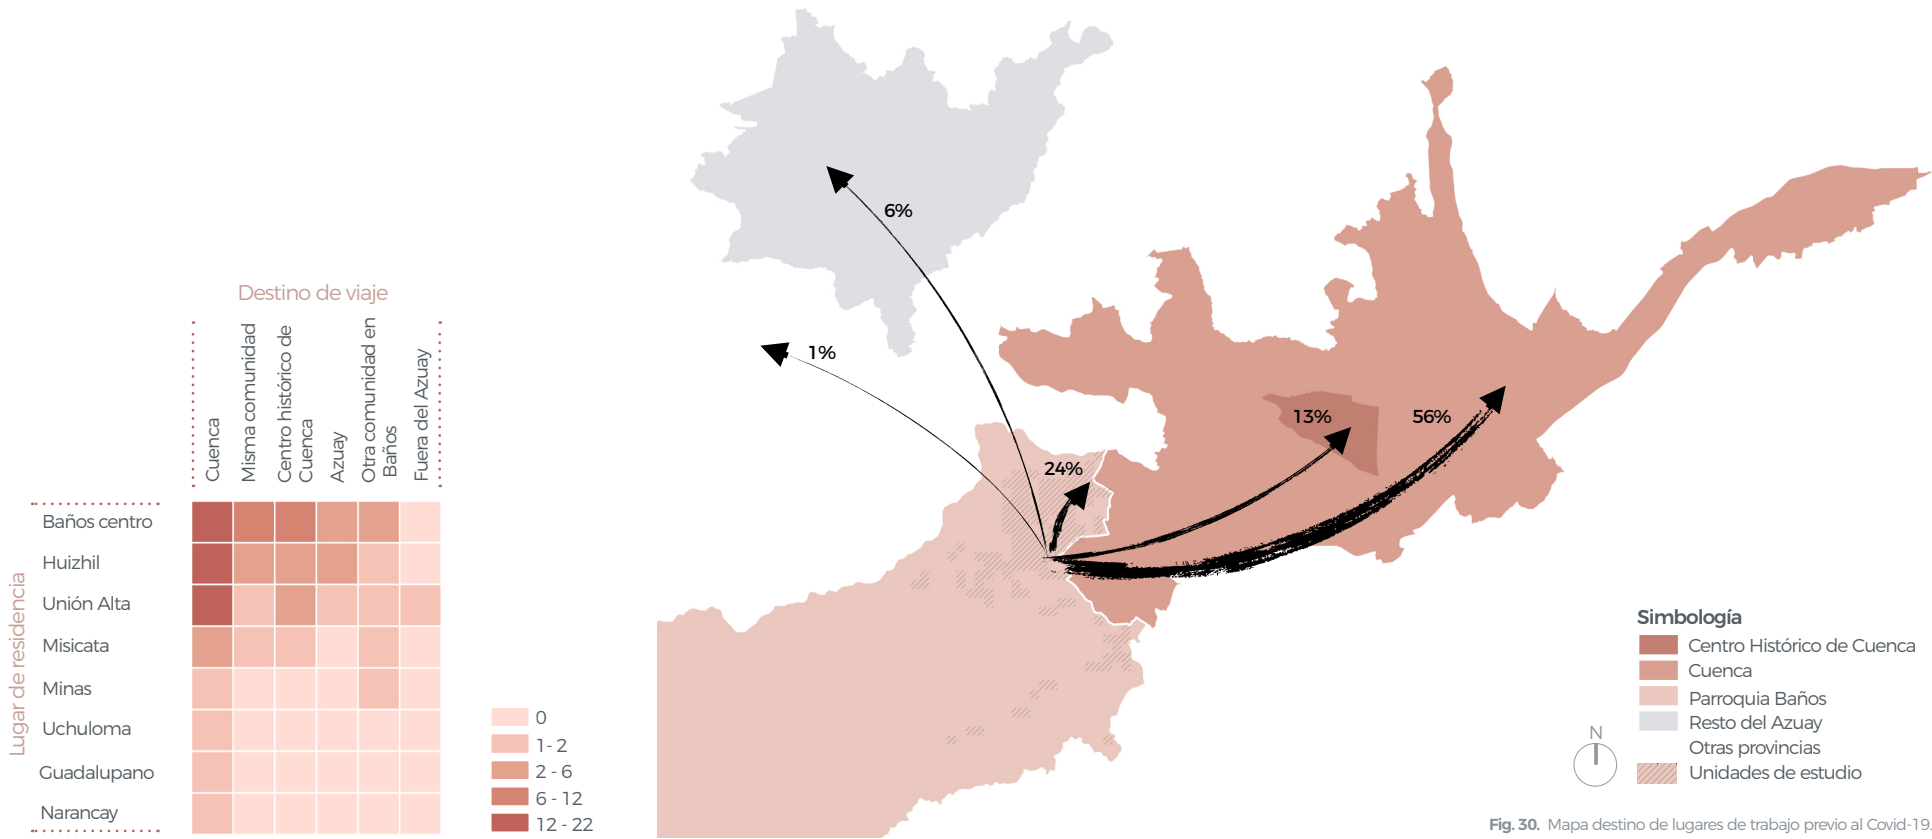 Destino de viaje
Cuenca
Misma comunidad
Centro histórico de
Cuenca
Azuay
Otra comunidad en
Baños
Fuera del Azuay
Lugar de residencia
Baños centro
Huizhil
Unión Alta
Misicata
Minas
Uchuloma
Guadalupano
Narancay
0
1 - 2
2 - 6
6 - 12
12 - 22
6%
1%
24%
13%
56%
Simbología
Centro Histórico de Cuenca
Cuenca
Parroquia Baños
Resto del Azuay
Otras provincias
Unidades de estudio
N
Fig. 30. Mapa destino de lugares de trabajo previo al Covid-19.